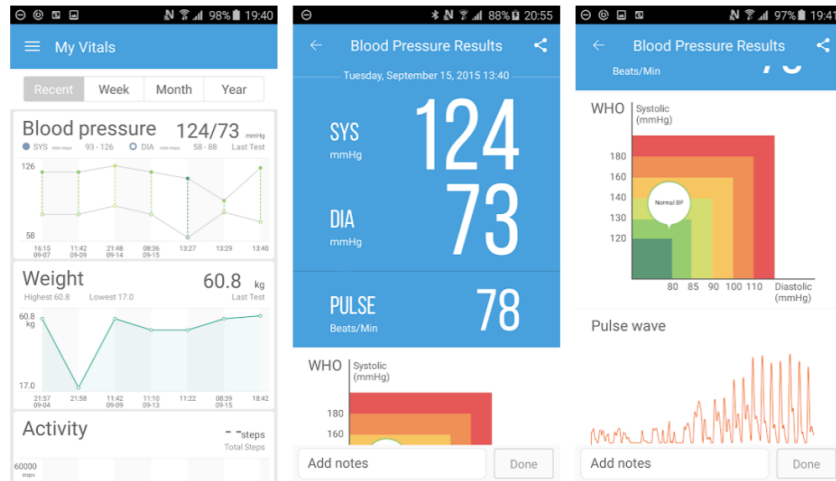 98% 19:40
My Vitals
Recent Week Month Year
Blood pressure 124/73 mmHg
SYS min-max 93 - 126 DIA min-max 58 - 88 Last Test
126
58
16:15 11:42 21:48 08:36 13:27 13:29 13:40
09-07 09-09 09-14 09-15
Weight 60.8 kg
Highest 60.8 Lowest 17.0 Last Test
60.8
kg
17.0
21:57 21:58 11:42 11:10 11:22 08:39 18:42
09-04 09-09 09-13 09-15
Activity - - steps
Total Steps
60000
steps
88% 20:55
Blood Pressure Results
Tuesday, September 15, 2015 13:40
SYS 124
mmHg
DIA 73
mmHg
PULSE 78
Beats/Min
WHO Systolic
(mmHg)
180
160
Add notes Done
97% 19:41
Blood Pressure Results
Beats/Min
WHO Systolic
(mmHg)
180
160
140
130
120
Normal BP
80 85 90 100 110 Diastolic
(mmHg)
Pulse wave
Add notes Done